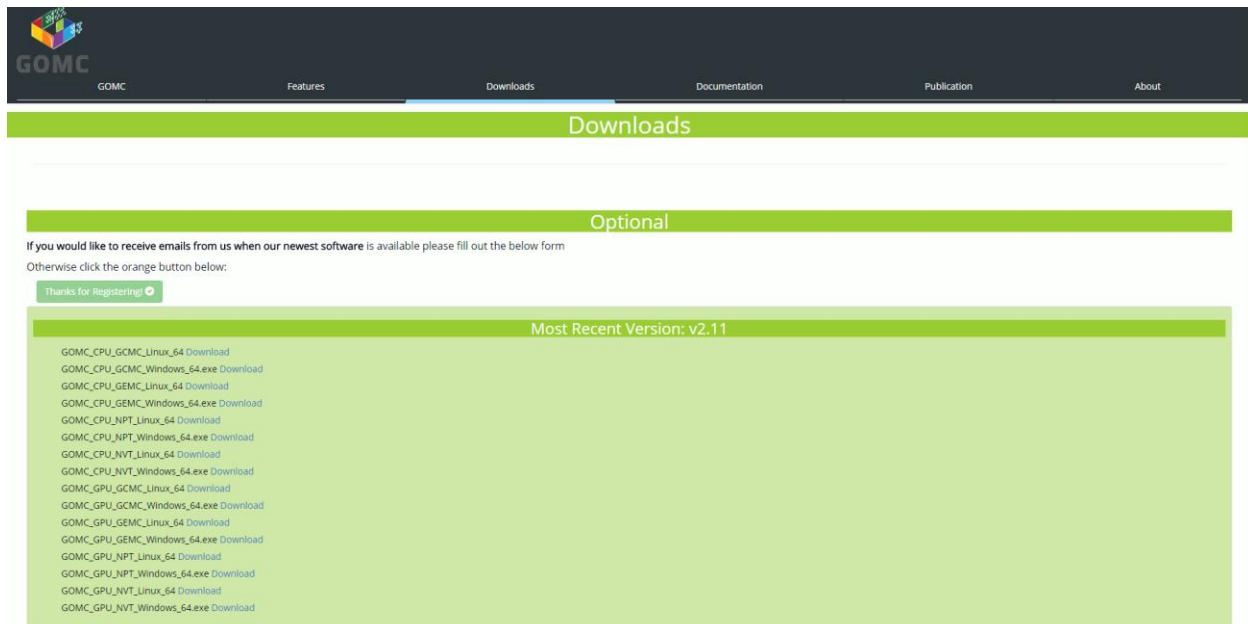 GOMC
GOMC Features Downloads Documentation Publication About
Downloads
Optional
If you would like to receive emails from us when our newest software is available please fill out the below form
Otherwise click the orange button below:
Thanks for Registering!
Most Recent Version: v2.11
GOMC_CPU_GCMC_Linux_64 Download
GOMC_CPU_GCMC_Windows_64.exe Download
GOMC_CPU_GEMC_Linux_64 Download
GOMC_CPU_GEMC_Windows_64.exe Download
GOMC_CPU_NPT_Linux_64 Download
GOMC_CPU_NPT_Windows_64.exe Download
GOMC_CPU_NVT_Linux_64 Download
GOMC_CPU_NVT_Windows_64.exe Download
GOMC_GPU_GCMC_Linux_64 Download
GOMC_GPU_GCMC_Windows_64.exe Download
GOMC_GPU_GEMC_Linux_64 Download
GOMC_GPU_GEMC_Windows_64.exe Download
GOMC_GPU_NPT_Linux_64 Download
GOMC_GPU_NPT_Windows_64.exe Download
GOMC_GPU_NVT_Linux_64 Download
GOMC_GPU_NVT_Windows_64.exe Download